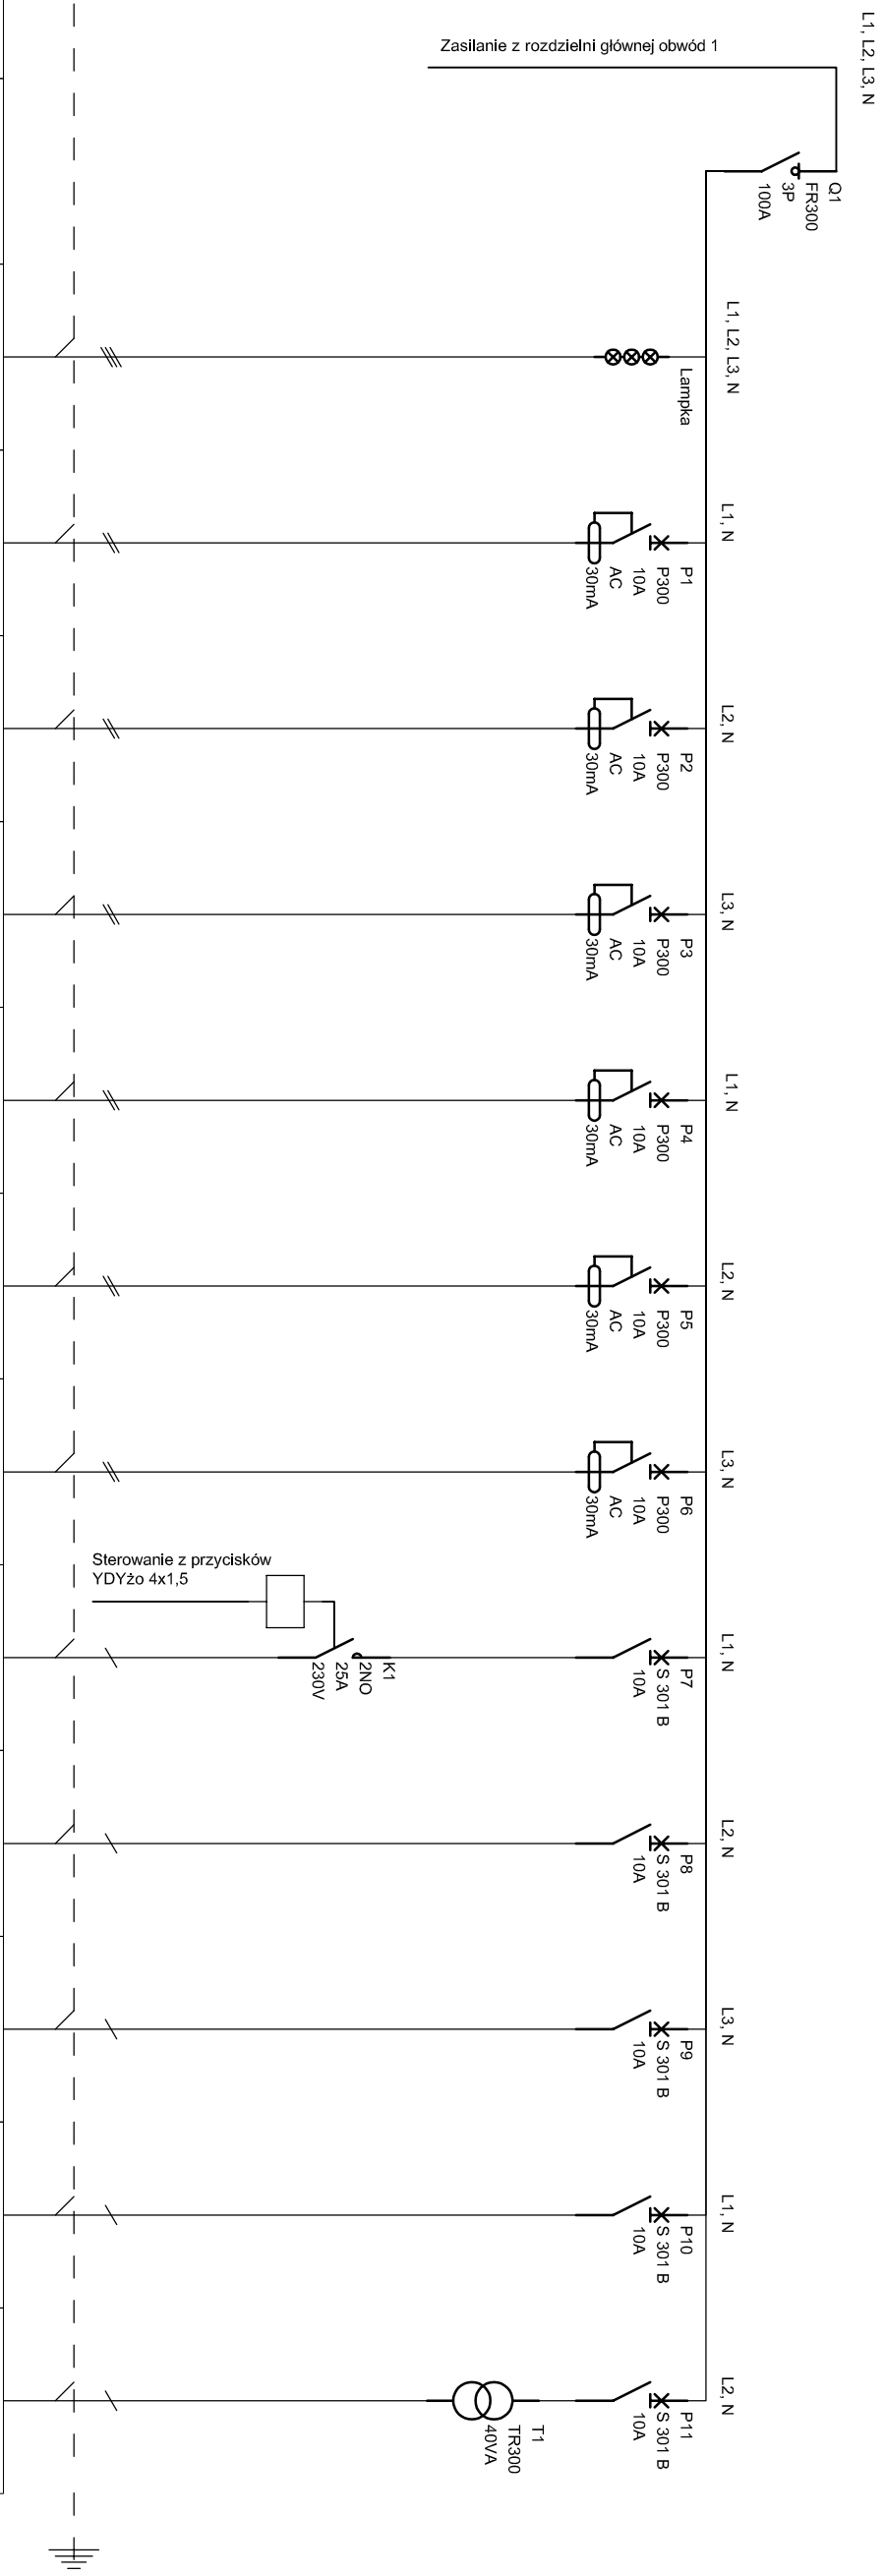 L1, L2, L3, N
Zasilanie z rozdzielni głównej obwód 1
Q1
FR300
3P
100A
L1, L2, L3, N
Lampka
L1, N
P1
P300
10A
AC
30mA
L2, N
P2
P300
10A
AC
30mA
L3, N
P3
P300
10A
AC
30mA
L1, N
P4
P300
10A
AC
30mA
L2, N
P5
P300
10A
AC
30mA
L3, N
P6
P300
10A
AC
30mA
Sterowanie z przycisków
YDYżo 4x1,5
L1, N
P7
S 301 B
10A
K1
2NO
25A
230V
L2, N
P8
S 301 B
10A
L3, N
P9
S 301 B
10A
L1, N
P10
S 301 B
10A
L2, N
P11
S 301 B
10A
T1
TR300
40VA